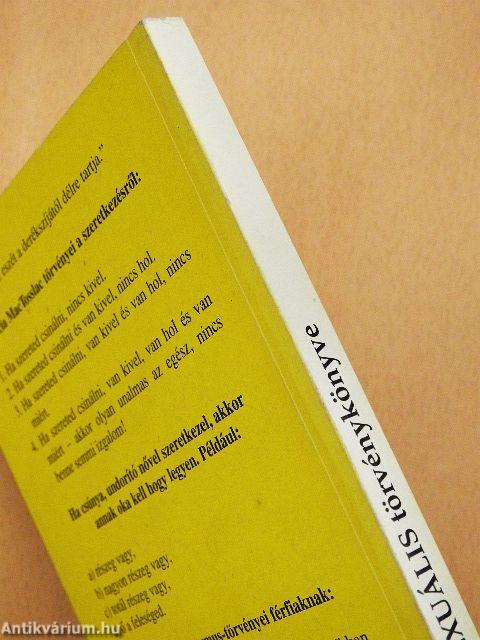 eszét a derékszíjától délre tartja."
MacTosolac törvényei a szeretkezésről:
1. Ha szereted csinálni, nincs kivel.
2. Ha szereted csinálni és van kivel, nincs hol.
3. Ha szereted csinálni, van kivel és van hol, nincs
miért.
4. Ha szereted csinálni, van kivel, van hol és van
miért – akkor olyan unalmas az egész, nincs
benne semmi izgalom!
Ha csúnya, undorító nővel szeretkezel, akkor
annak oka kell hogy legyen. Például:
a) részeg vagy,
b) nagyon részeg vagy,
c) totál részeg vagy,
a feleséged.
-törvényei férfiaknak:
XUÁLIS törvénykönyve
Antikvárium.hu